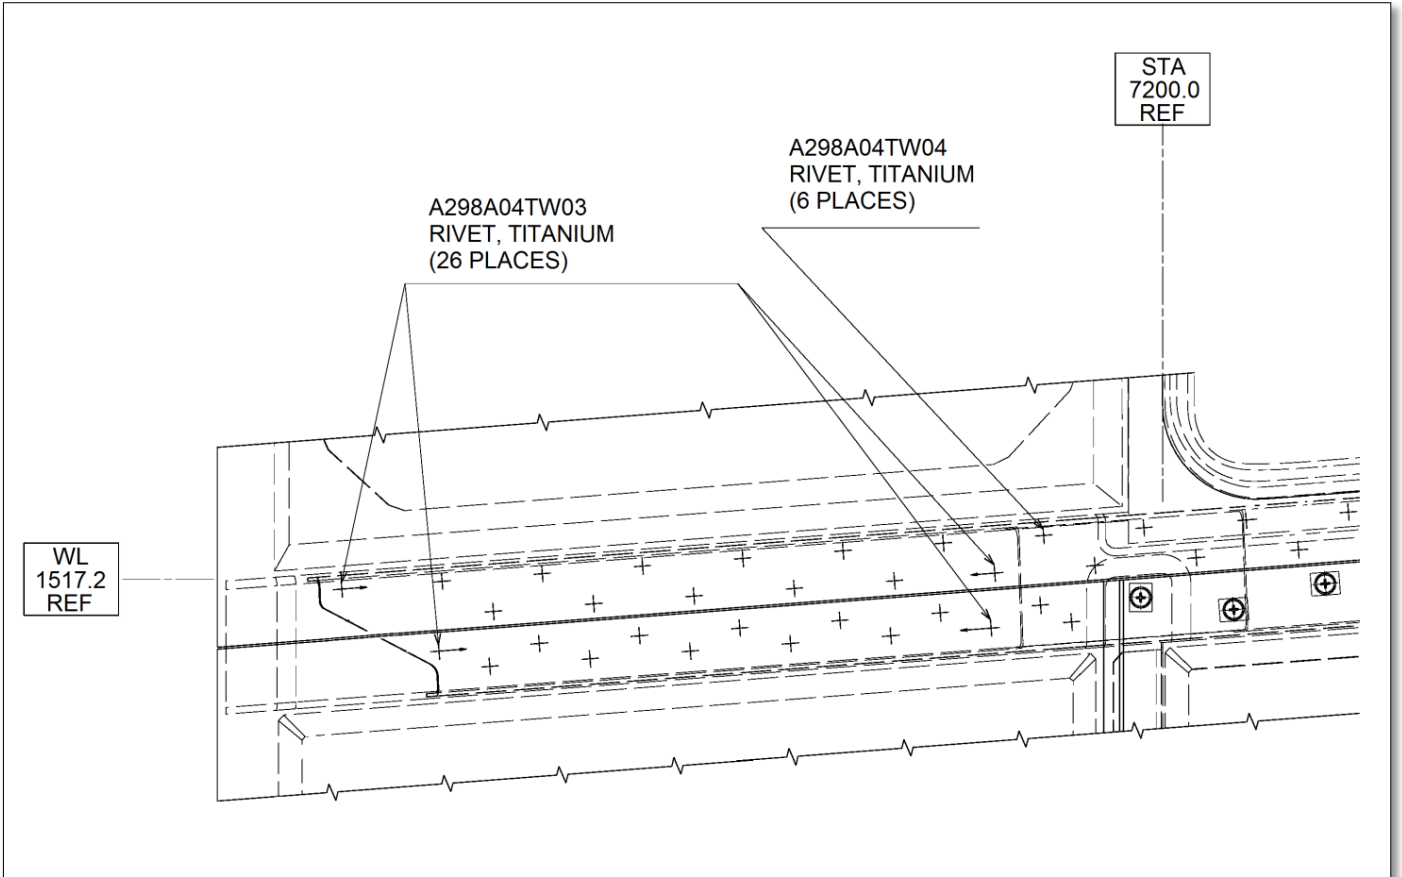 STA
7200.0
REF
A298A04TW04
RIVET, TITANIUM
(6 PLACES)
A298A04TW03
RIVET, TITANIUM
(26 PLACES)
WL
1517.2
REF